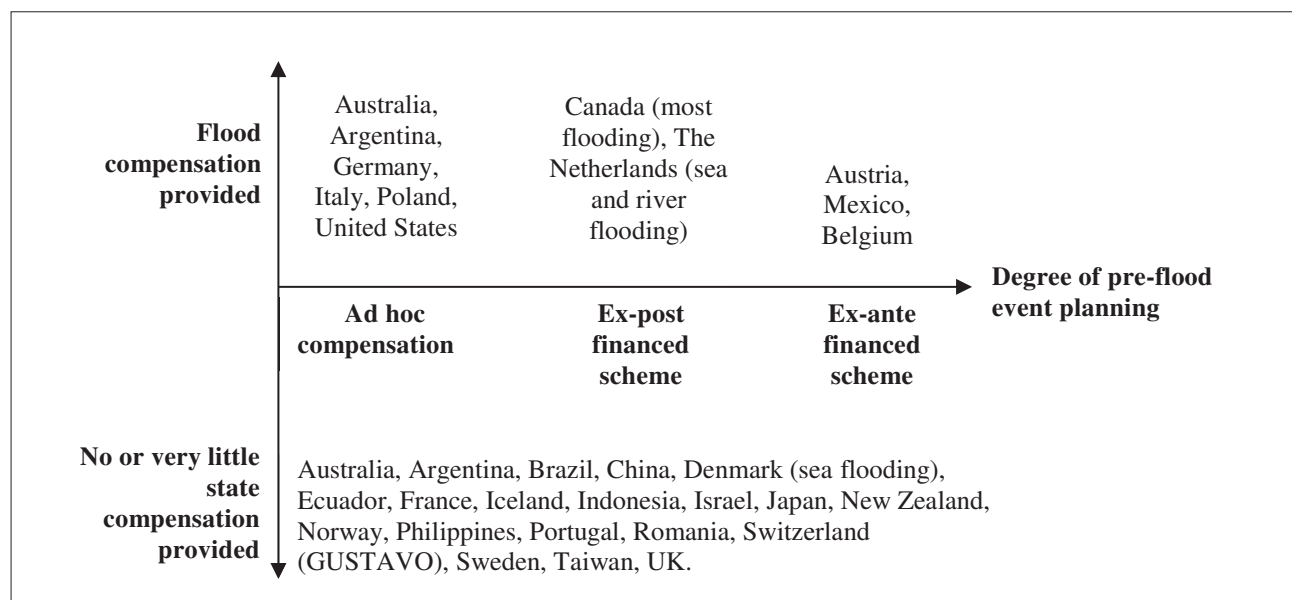 Flood
compensation
provided
Australia,
Argentina,
Germany,
Italy, Poland,
United States
Canada (most
flooding), The
Netherlands (sea
and river
flooding)
Austria,
Mexico,
Belgium
Degree of pre-flood
event planning
Ad hoc
compensation
Ex-post
financed
scheme
Ex-ante
financed
scheme
No or very little
state
compensation
provided
Australia, Argentina, Brazil, China, Denmark (sea flooding),
Ecuador, France, Iceland, Indonesia, Israel, Japan, New Zealand,
Norway, Philippines, Portugal, Romania, Switzerland
(GUSTAVO), Sweden, Taiwan, UK.